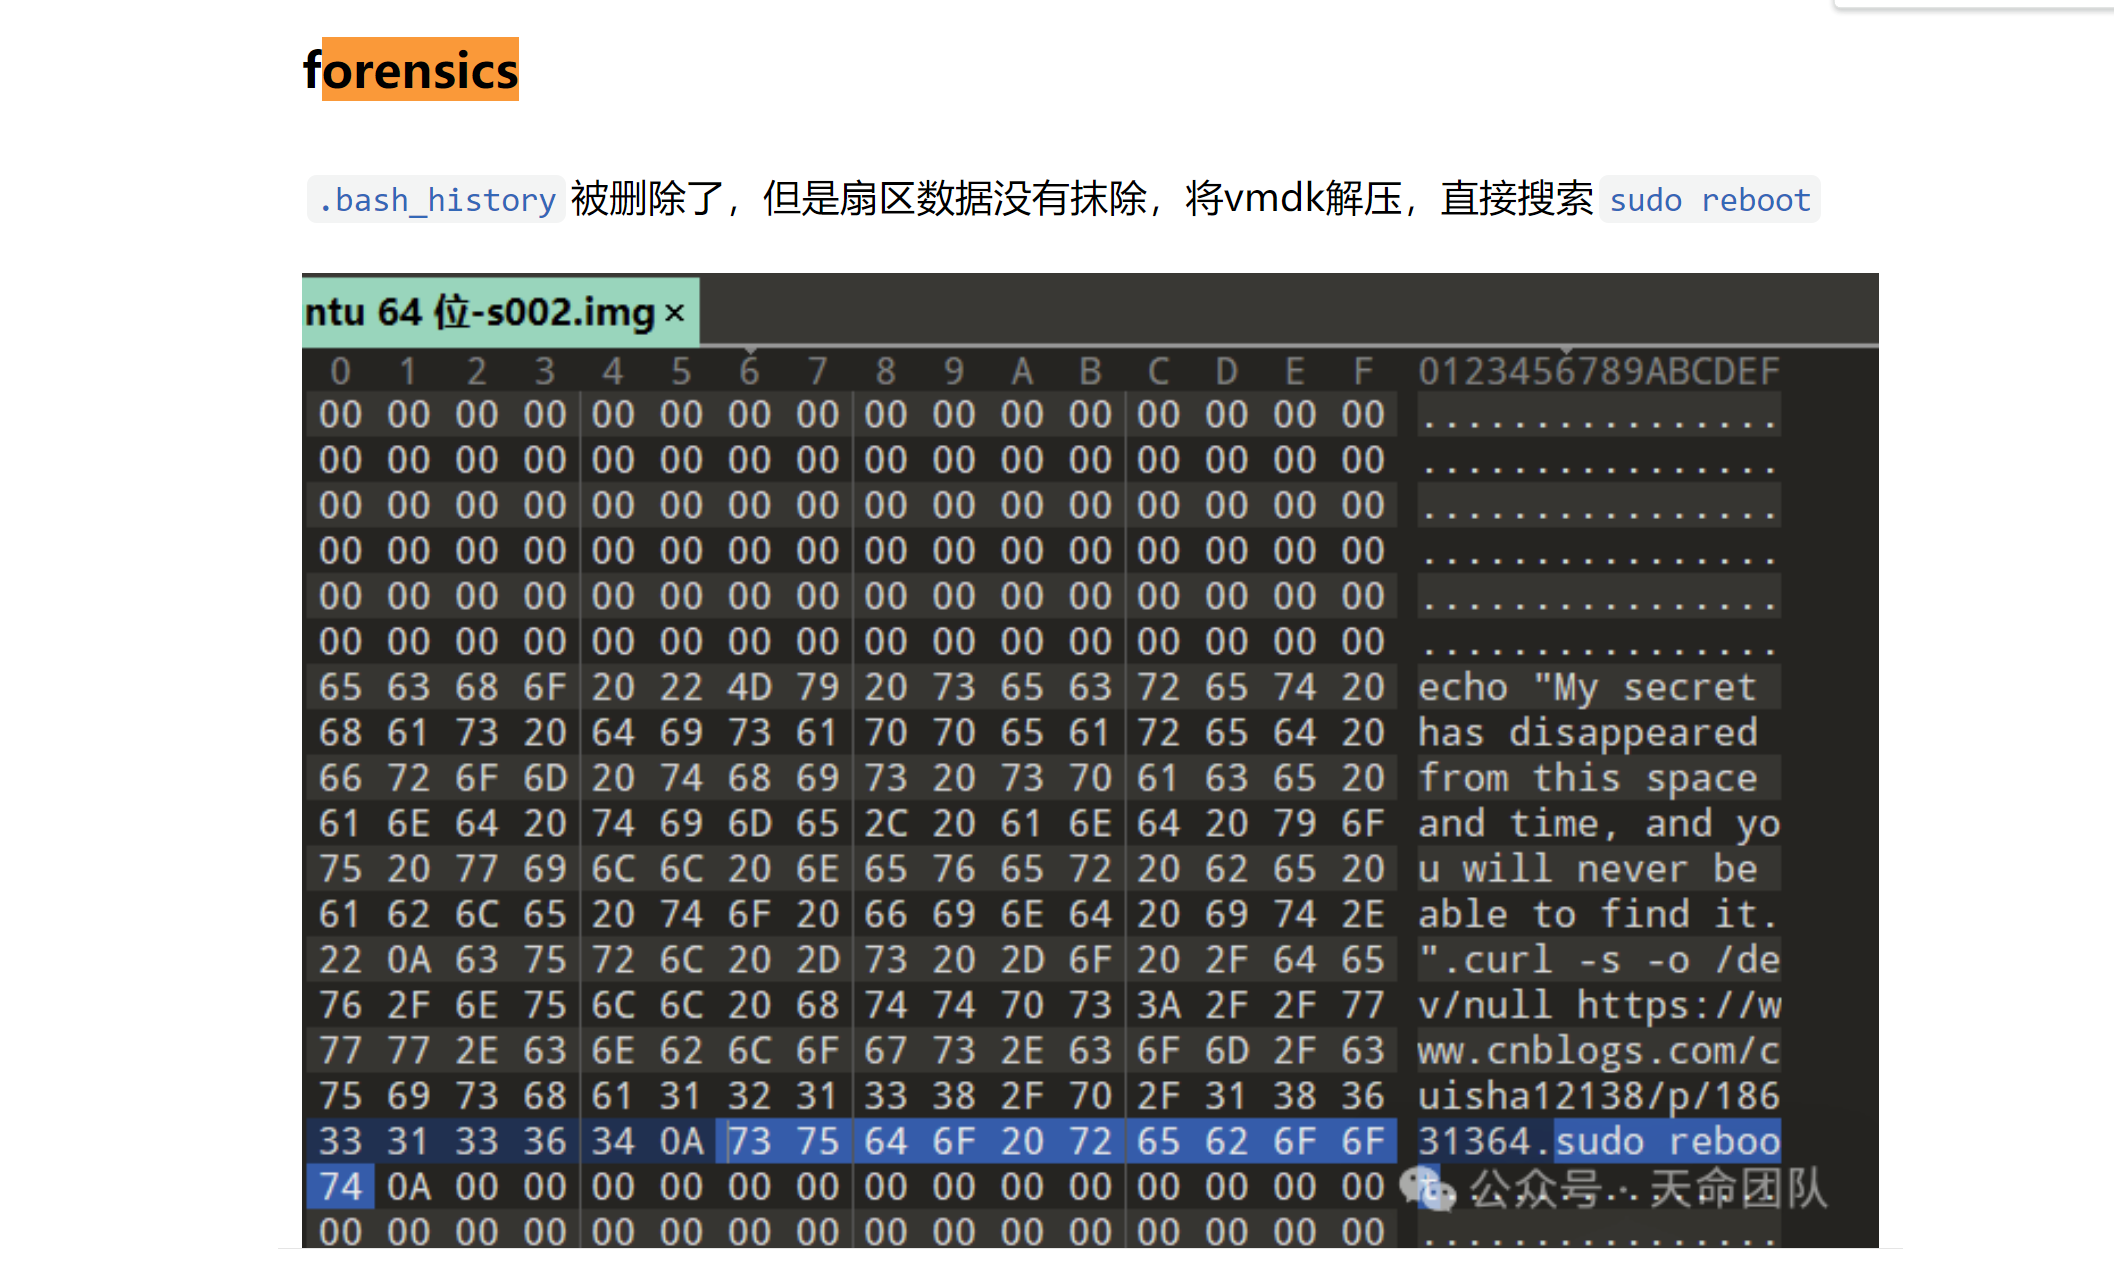 forensics
.bash_history被删除了，但是扇区数据没有抹除，将vmdk解压，直接搜索sudo reboot
ntu 64 位-s002.img ×
0 1 2 3 4 5 6 7 8 9 A B C D E F 0123456789ABCDEF
00 00 00 00 00 00 00 00 00 00 00 00 00 00 00 00 ................
00 00 00 00 00 00 00 00 00 00 00 00 00 00 00 00 ................
00 00 00 00 00 00 00 00 00 00 00 00 00 00 00 00 ................
00 00 00 00 00 00 00 00 00 00 00 00 00 00 00 00 ................
00 00 00 00 00 00 00 00 00 00 00 00 00 00 00 00 ................
00 00 00 00 00 00 00 00 00 00 00 00 00 00 00 00 ................
65 63 68 6F 20 22 4D 79 20 73 65 63 72 65 74 20 echo "My secret
68 61 73 20 64 69 73 61 70 70 65 61 72 65 64 20 has disappeared
66 72 6F 6D 20 74 68 69 73 20 73 70 61 63 65 20 from this space
61 6E 64 20 74 69 6D 65 2C 20 61 6E 64 20 79 6F and time, and yo
75 20 77 69 6C 6C 20 6E 65 76 65 72 20 62 65 20 u will never be
61 62 6C 65 20 74 6F 20 66 69 6E 64 20 69 74 2E able to find it.
22 0A 63 75 72 6C 20 2D 73 20 2D 6F 20 2F 64 65 ".curl -s -o /de
76 2F 6E 75 6C 6C 20 68 74 74 70 73 3A 2F 2F 77 v/null https://w
77 77 2E 63 6E 62 6C 6F 67 73 2E 63 6F 6D 2F 63 ww.cnblogs.com/c
75 69 73 68 61 31 32 31 33 38 2F 70 2F 31 38 36 uisha12138/p/186
33 31 33 36 34 0A 73 75 64 6F 20 72 65 62 6F 6F 31364.sudo reboo
74 0A 00 00 00 00 00 00 00 00 00 00 00 00 00 00 t...............
公众号 · 天命团队
00 00 00 00 00 00 00 00 00 00 00 00 00 00 00 00 ................